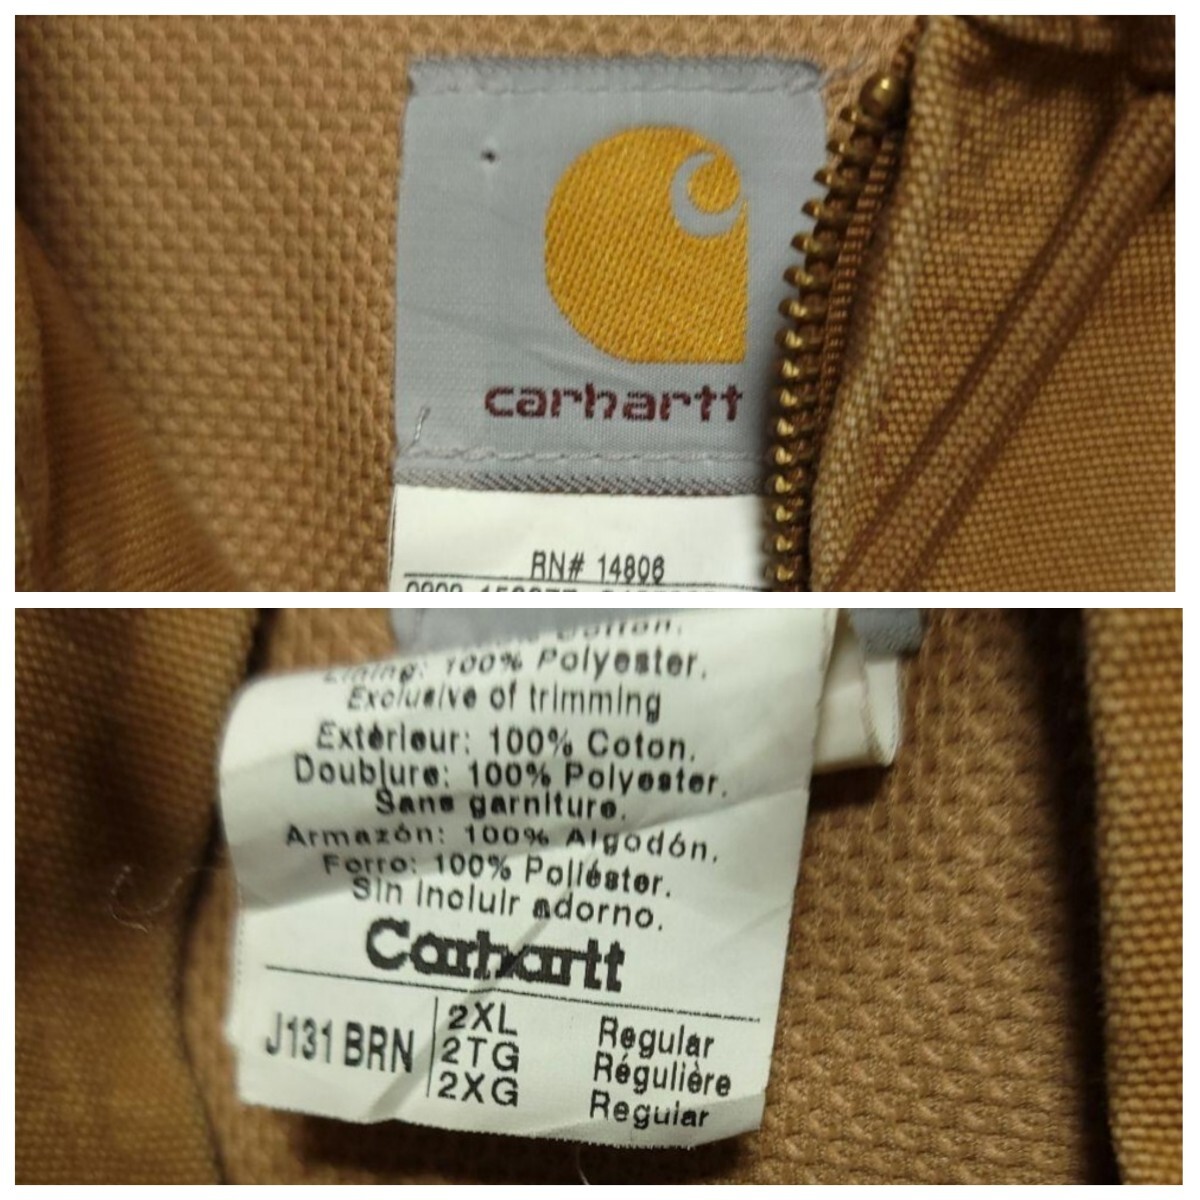 carhartt
RN# 14806
Cotton.
Lining: 100% Polyester.
Exclusive of trimming
Extérieur: 100% Coton.
Doublure: 100% Polyester.
Sans garniture.
Armazón: 100% Algodón.
Forro: 100% Poliéster.
Sin incluir adorno.
Carhartt
J131 BRN
2XL Regular
2TG Régulière
2XG Regular